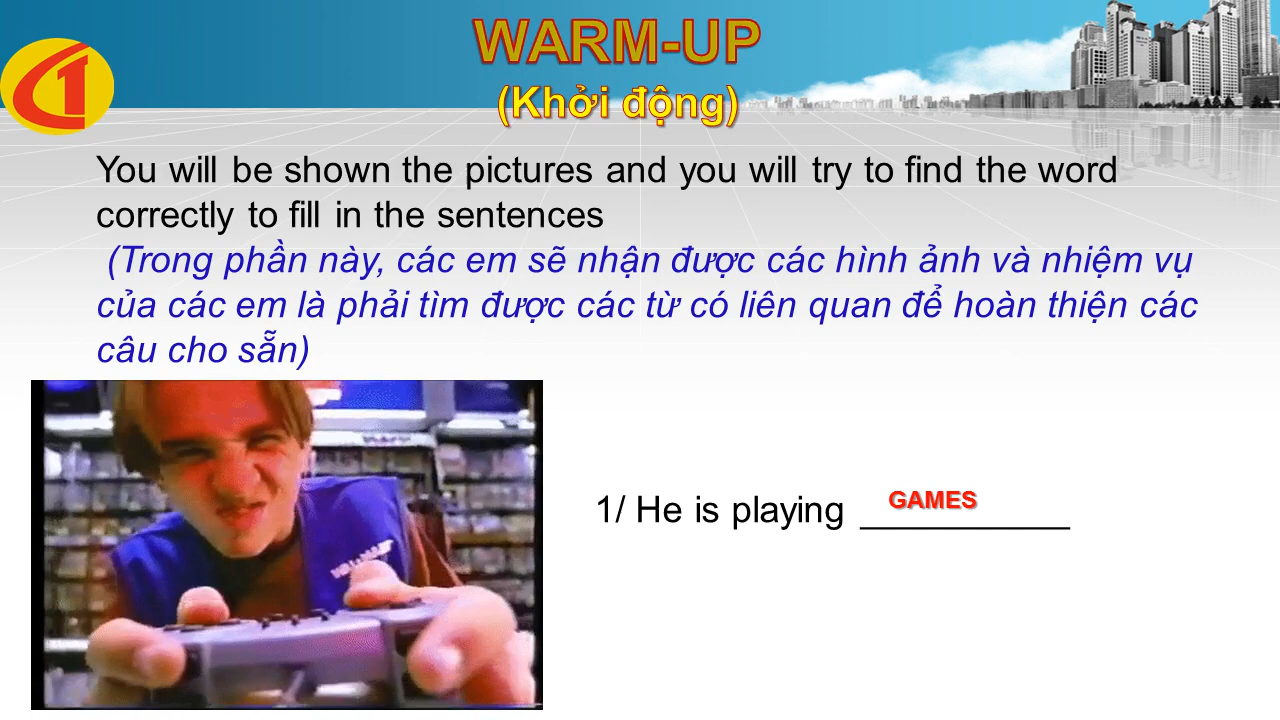 WARM-UP
(Khởi động)
You will be shown the pictures and you will try to find the word
correctly to fill in the sentences
(Trong phần này, các em sẽ nhận được các hình ảnh và nhiệm vụ
của các em là phải tìm được các từ có liên quan để hoàn thiện các
câu cho sẵn)
1/ He is playing __________ GAMES